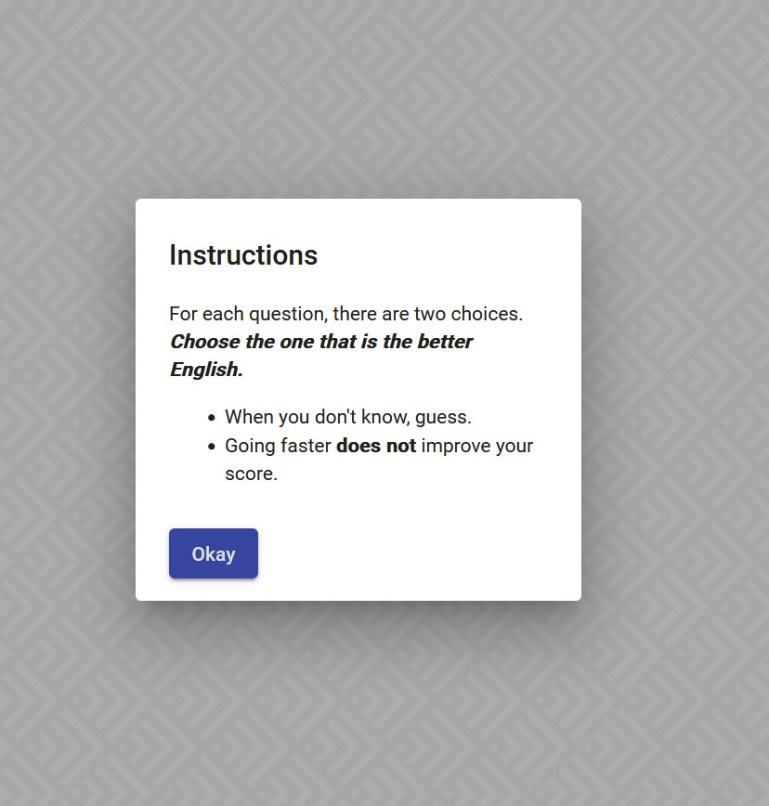 Instructions
For each question, there are two choices.
Choose the one that is the better
English.
• When you don't know, guess.
• Going faster does not improve your
score.
Okay